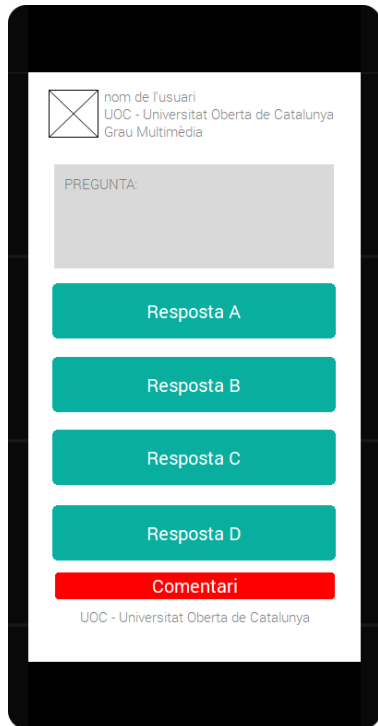 nom de l'usuari
UOC - Universitat Oberta de Catalunya
Grau Multimèdia
PREGUNTA:
Resposta A
Resposta B
Resposta C
Resposta D
Comentari
UOC - Universitat Oberta de Catalunya